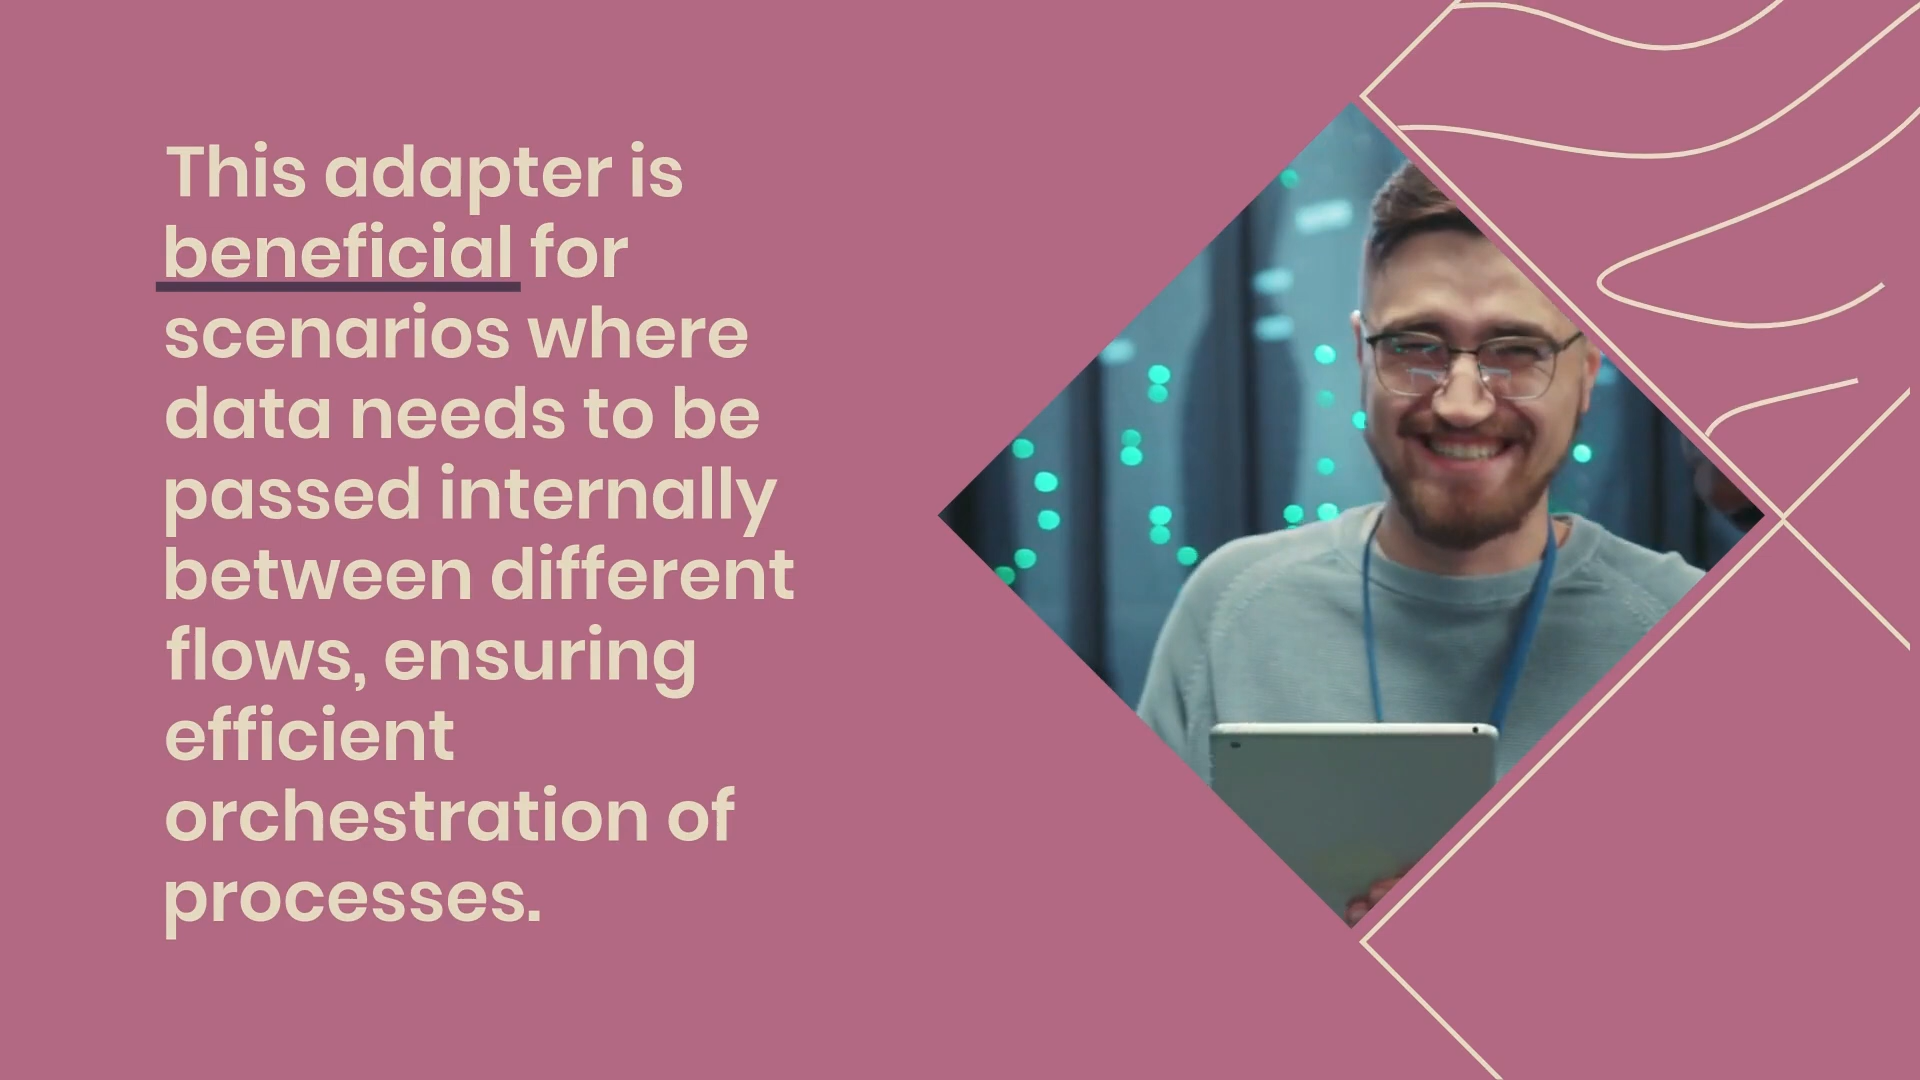 This adapter is
beneficial for
scenarios where
data needs to be
passed internally
between different
flows, ensuring
efficient
orchestration of
processes.